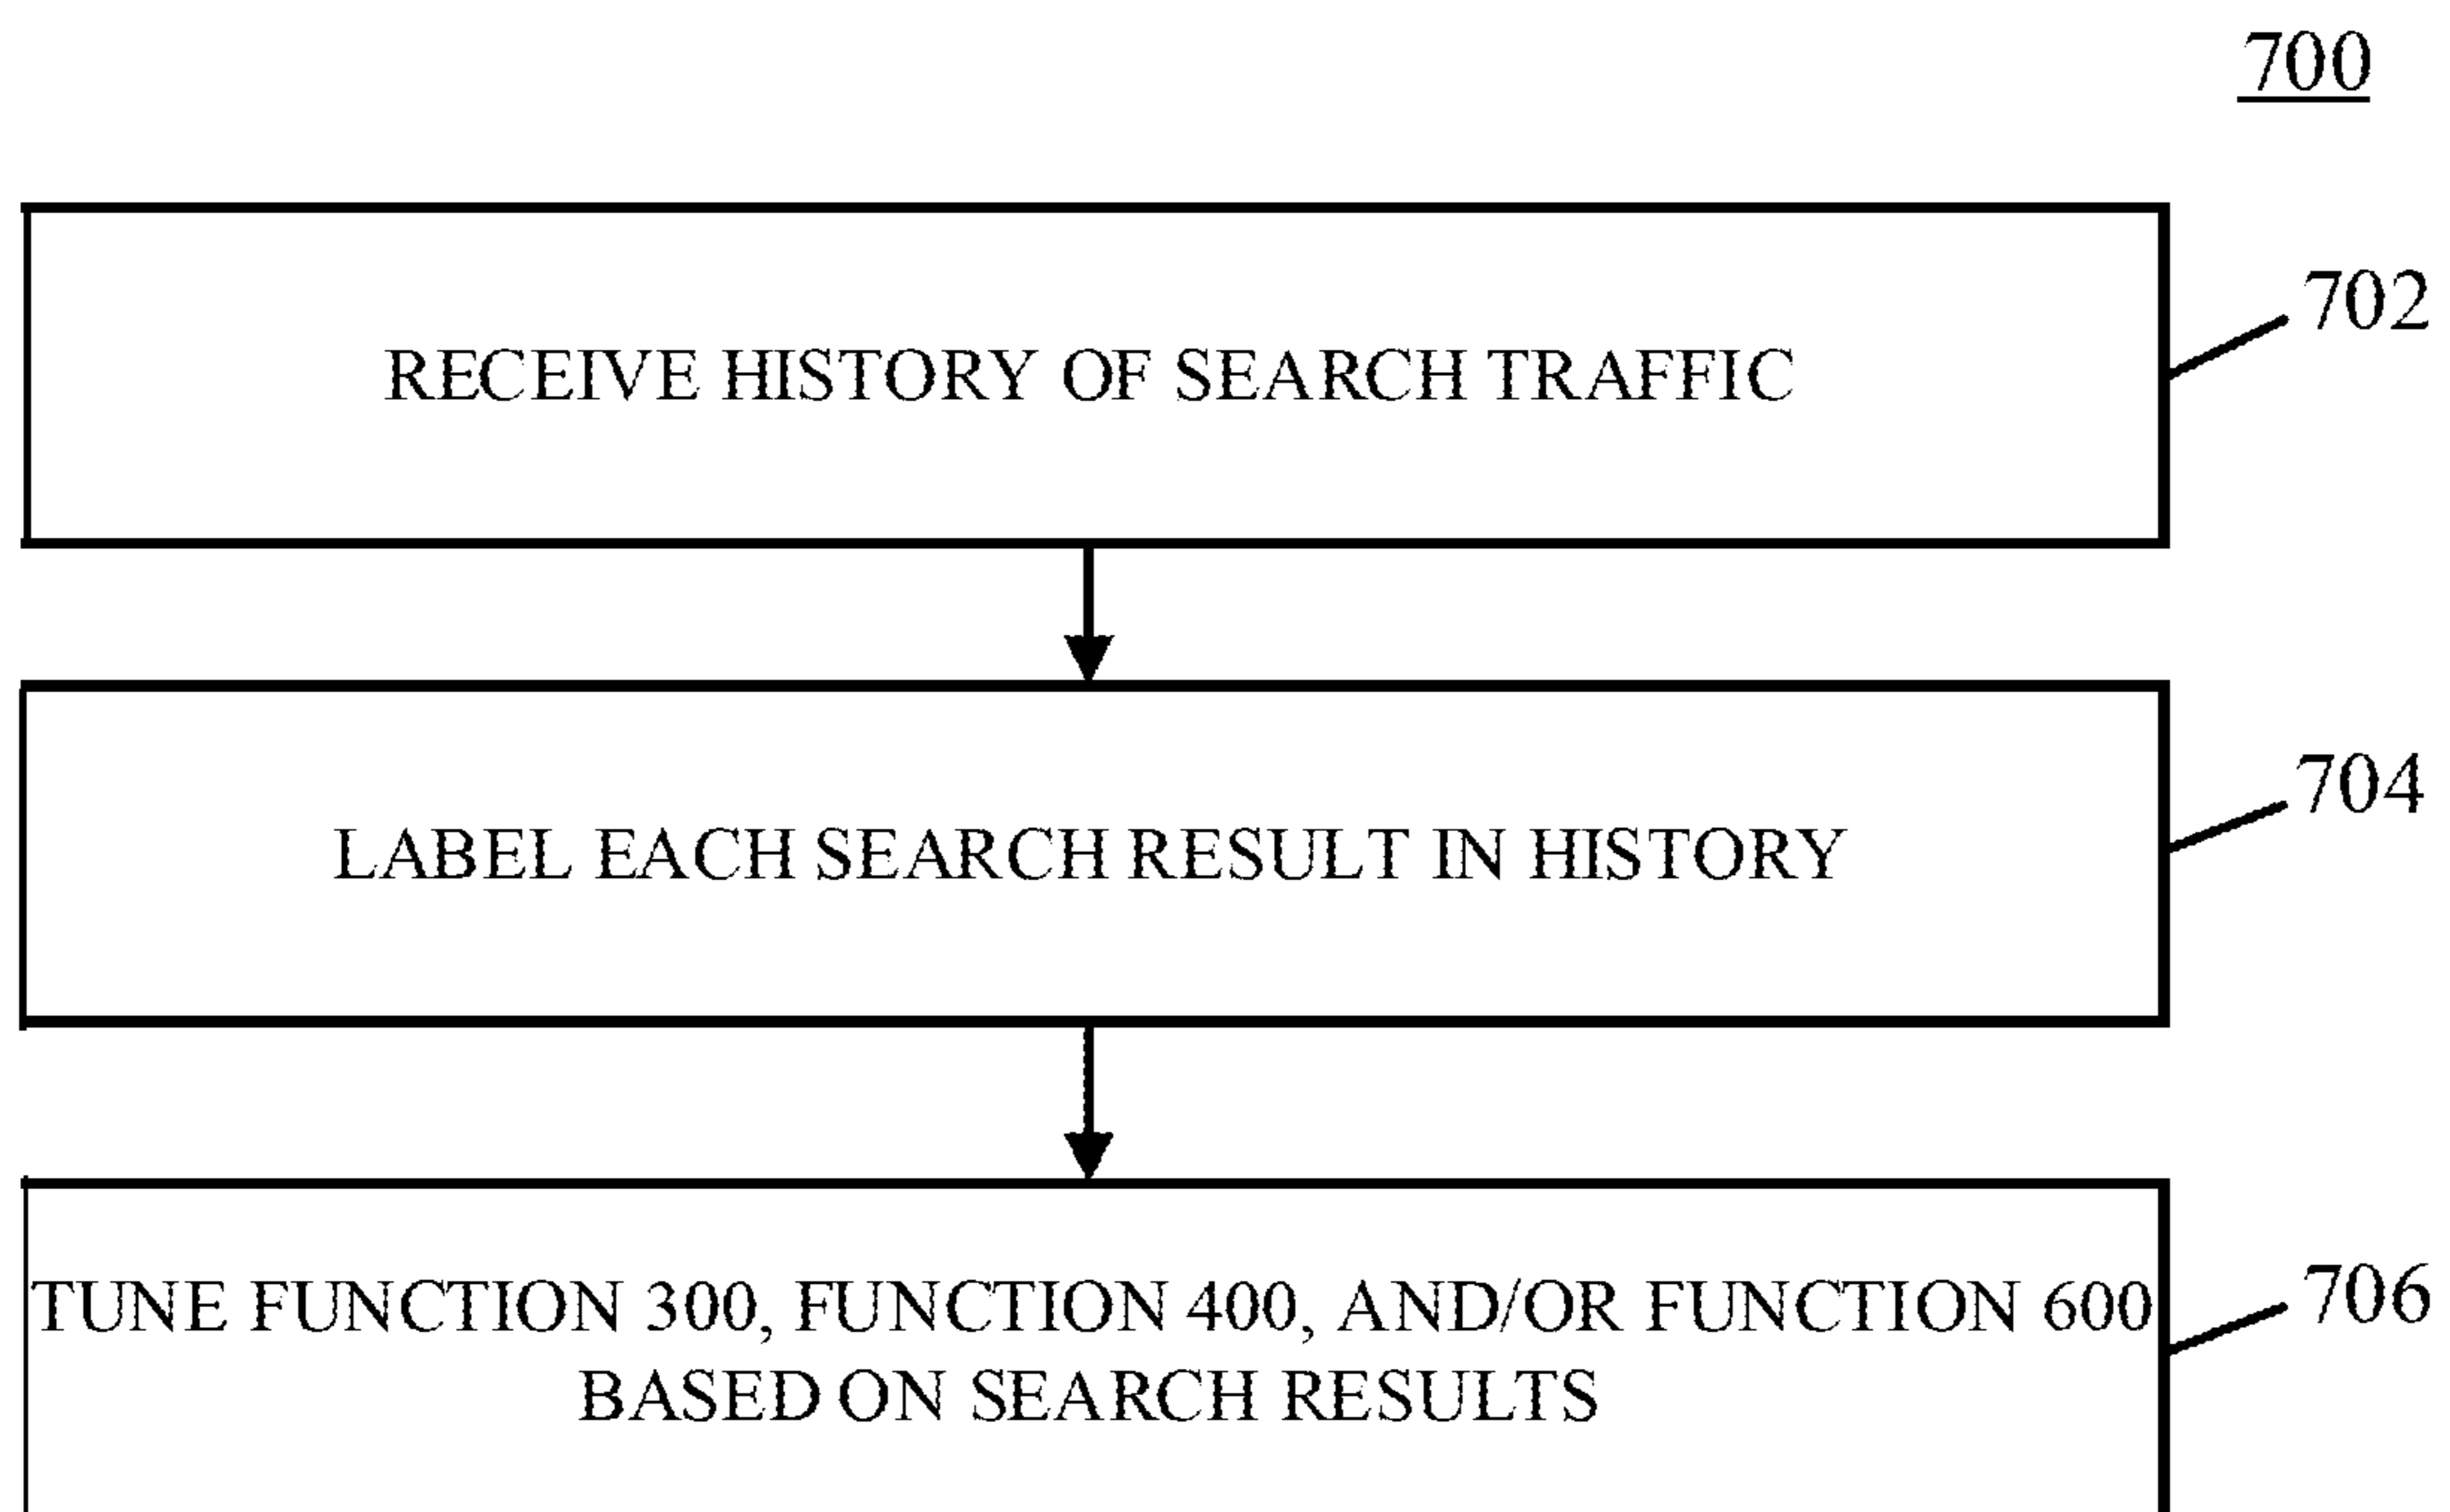 700
RECEIVE HISTORY OF SEARCH TRAFFIC
702
LABEL EACH SEARCH RESULT IN HISTORY
704
TUNE FUNCTION 300, FUNCTION 400, AND/OR FUNCTION 600
BASED ON SEARCH RESULTS
706